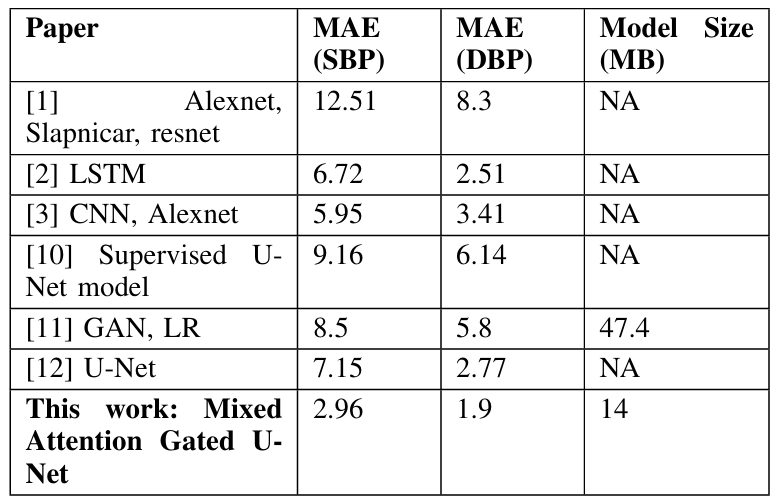 Paper MAE MAE Model Size
(SBP) (DBP) (MB)
[1] Alexnet, 12.51 8.3 NA
Slapnicar, resnet
[2] LSTM 6.72 2.51 NA
[3] CNN, Alexnet 5.95 3.41 NA
[10] Supervised U- 9.16 6.14 NA
Net model
[11] GAN, LR 8.5 5.8 47.4
[12] U-Net 7.15 2.77 NA
This work: Mixed 2.96 1.9 14
Attention Gated U-
Net